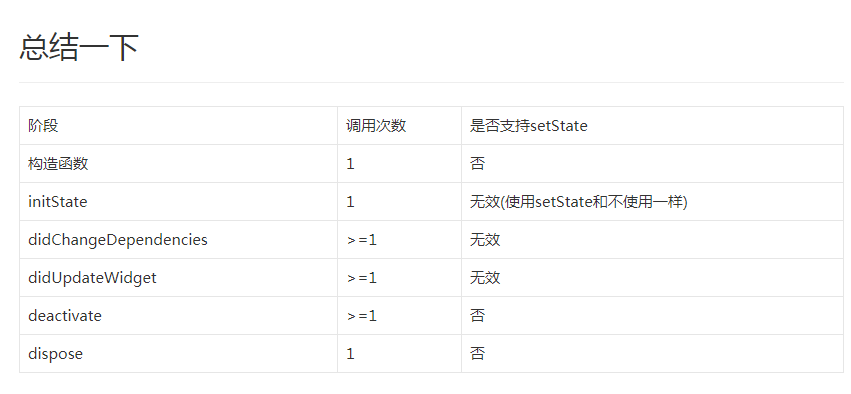 总结一下
阶段 调用次数 是否支持setState
构造函数 1 否
initState 1 无效(使用setState和不使用一样)
didChangeDependencies >=1 无效
didUpdateWidget >=1 无效
deactivate >=1 否
dispose 1 否